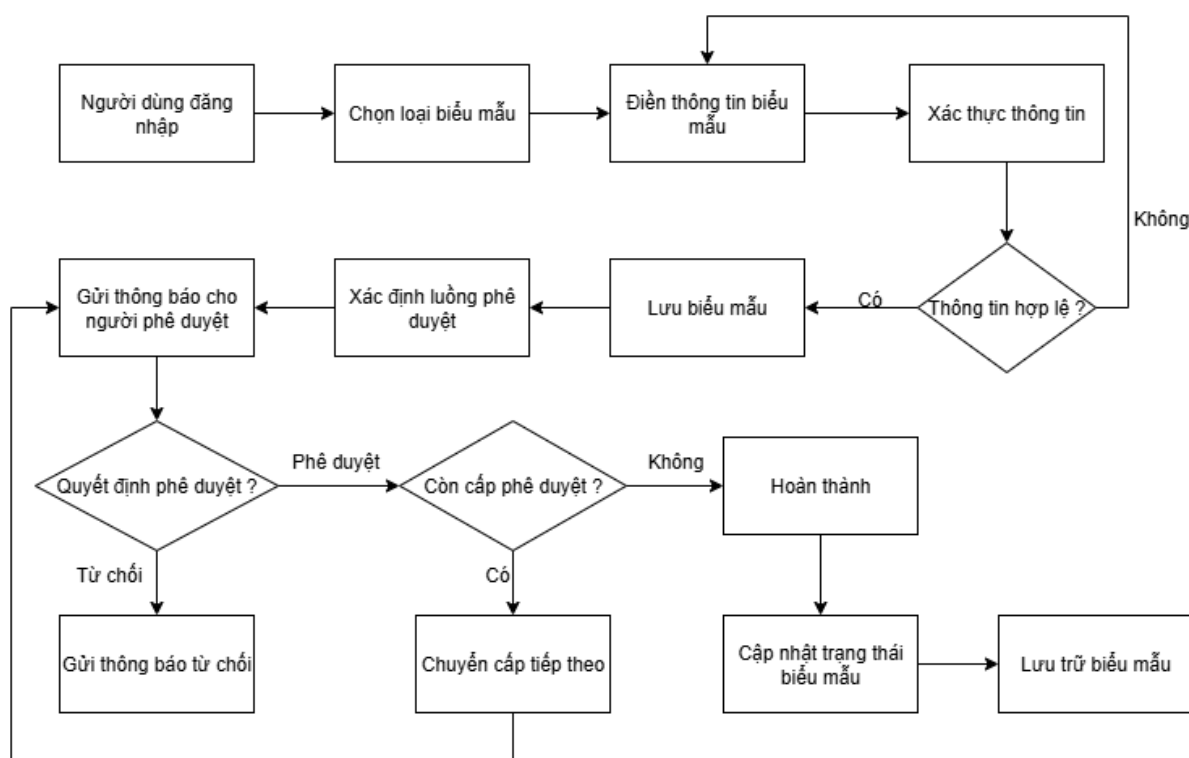 Người dùng đăng
nhập
Chọn loại biểu mẫu
Điền thông tin biểu
mẫu
Xác thực thông tin
Không
Gửi thông báo cho
người phê duyệt
Xác định luồng phê
duyệt
Lưu biểu mẫu
Có
Thông tin hợp lệ ?
Quyết định phê duyệt ?
Phê duyệt
Còn cấp phê duyệt ?
Không
Hoàn thành
Từ chối
Có
Gửi thông báo từ chối
Chuyển cấp tiếp theo
Cập nhật trạng thái
biểu mẫu
Lưu trữ biểu mẫu